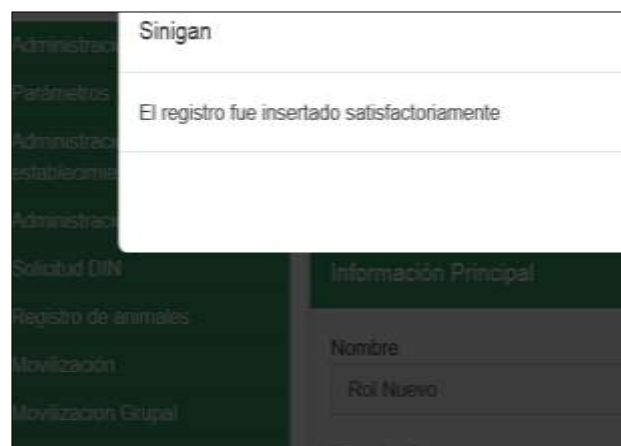 Sinigan
El registro fue insertado satisfactoriamente
Parámetros
Solicitud DIN
Registro de animales
Movilización
Movilizacion Grupal
Información Principal
Nombre
Rol Nuevo